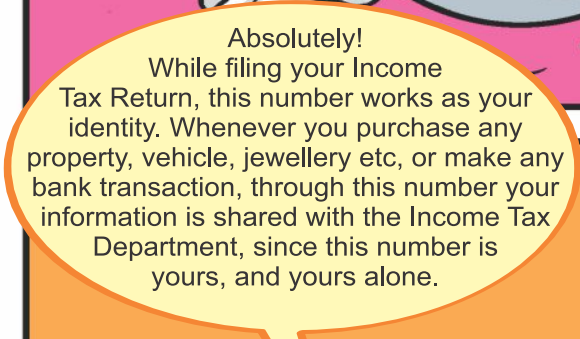 Absolutely!
While filing your Income
Tax Return, this number works as your
identity. Whenever you purchase any
property, vehicle, jewellery etc, or make any
bank transaction, through this number your
information is shared with the Income Tax
Department, since this number is
yours, and yours alone.